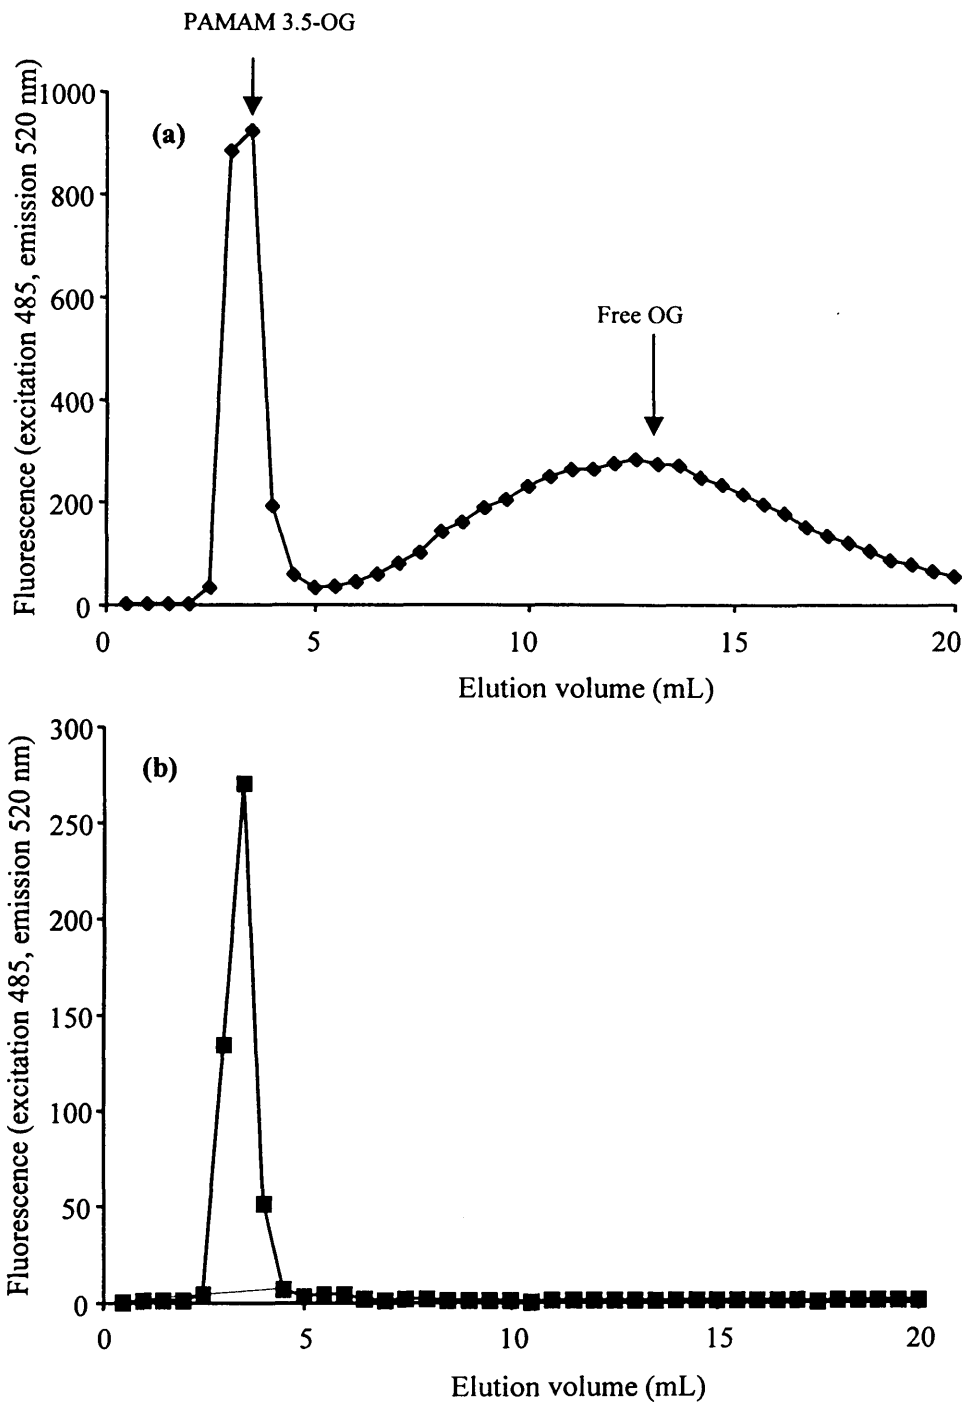 PAMAM 3.5-OG
(a)
Fluorescence (excitation 485, emission 520 nm)
1000
800
600
400
200
0
Free OG
0 5 10 15 20
Elution volume (mL)
(b)
Fluorescence (excitation 485, emission 520 nm)
300
250
200
150
100
50
0
0 5 10 15 20
Elution volume (mL)